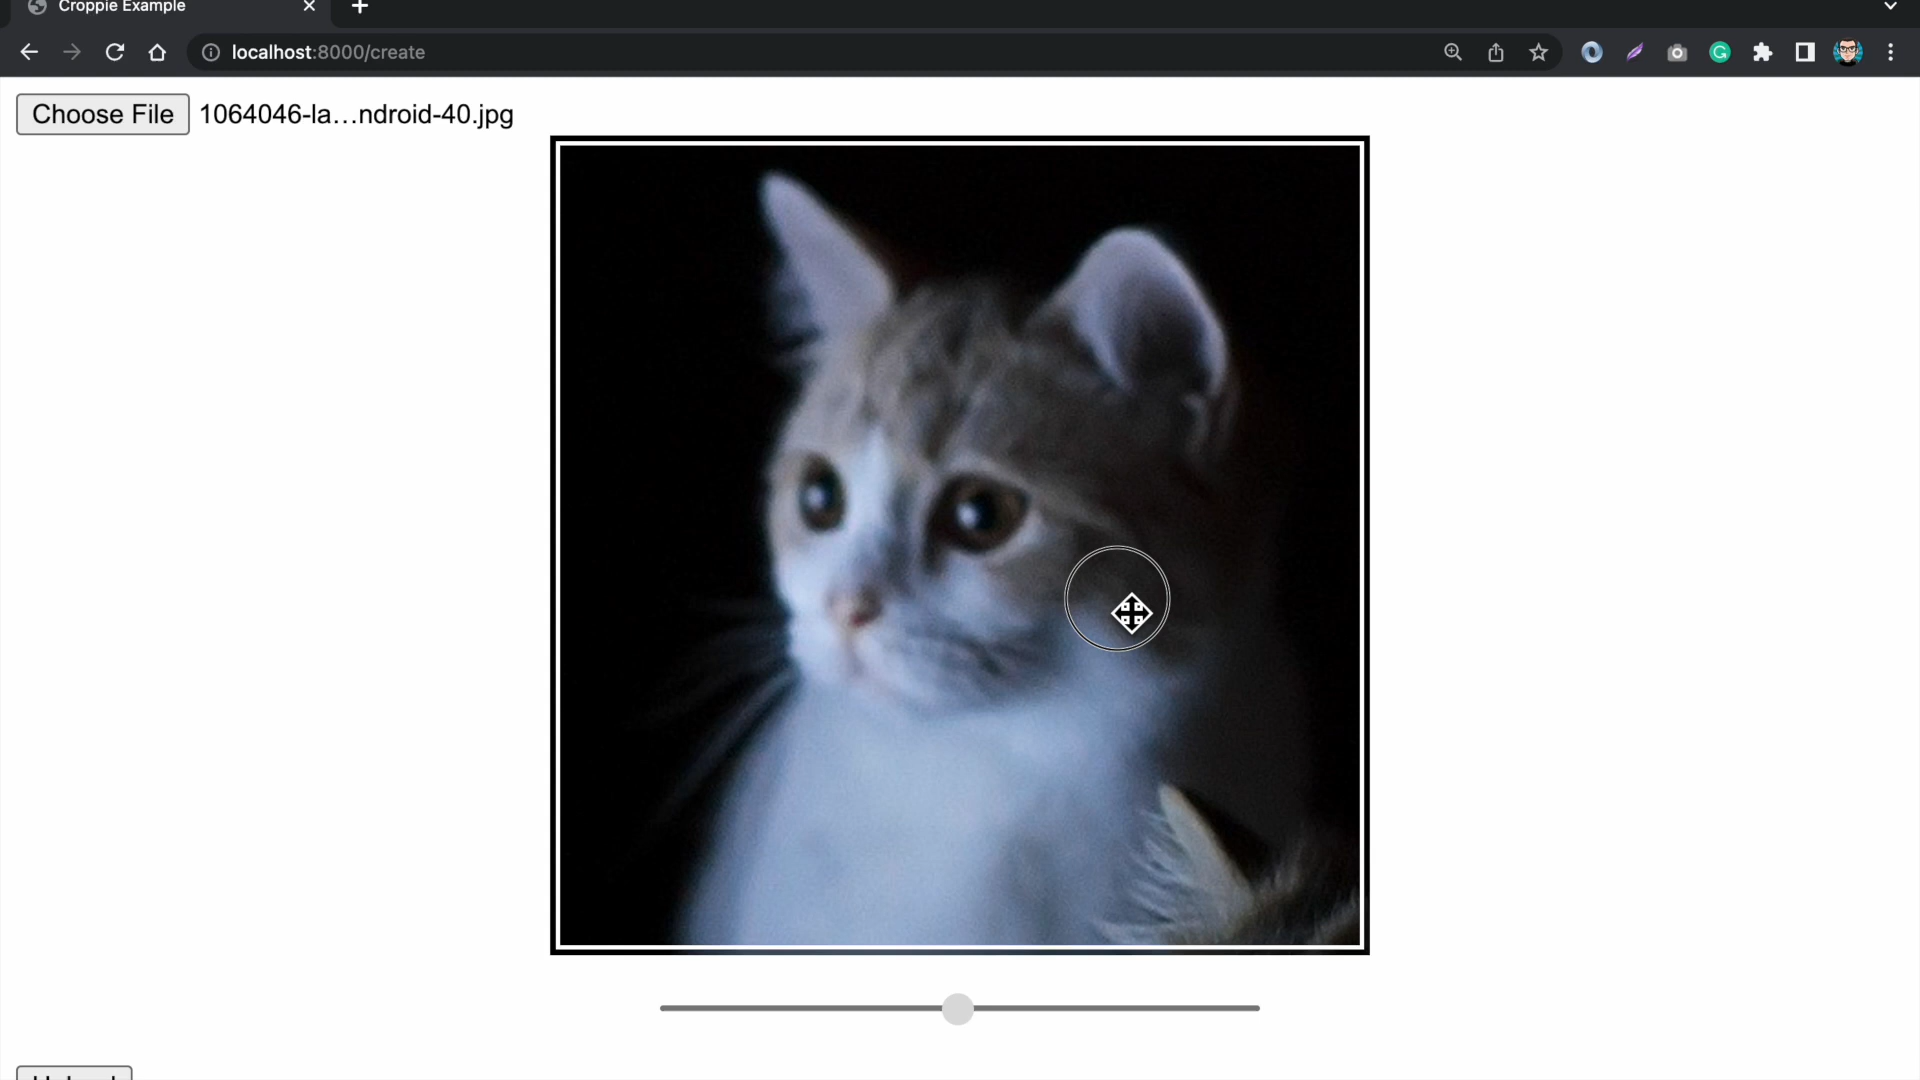 Croppie Example
localhost:8000/create
Choose File 1064046-la…ndroid-40.jpg